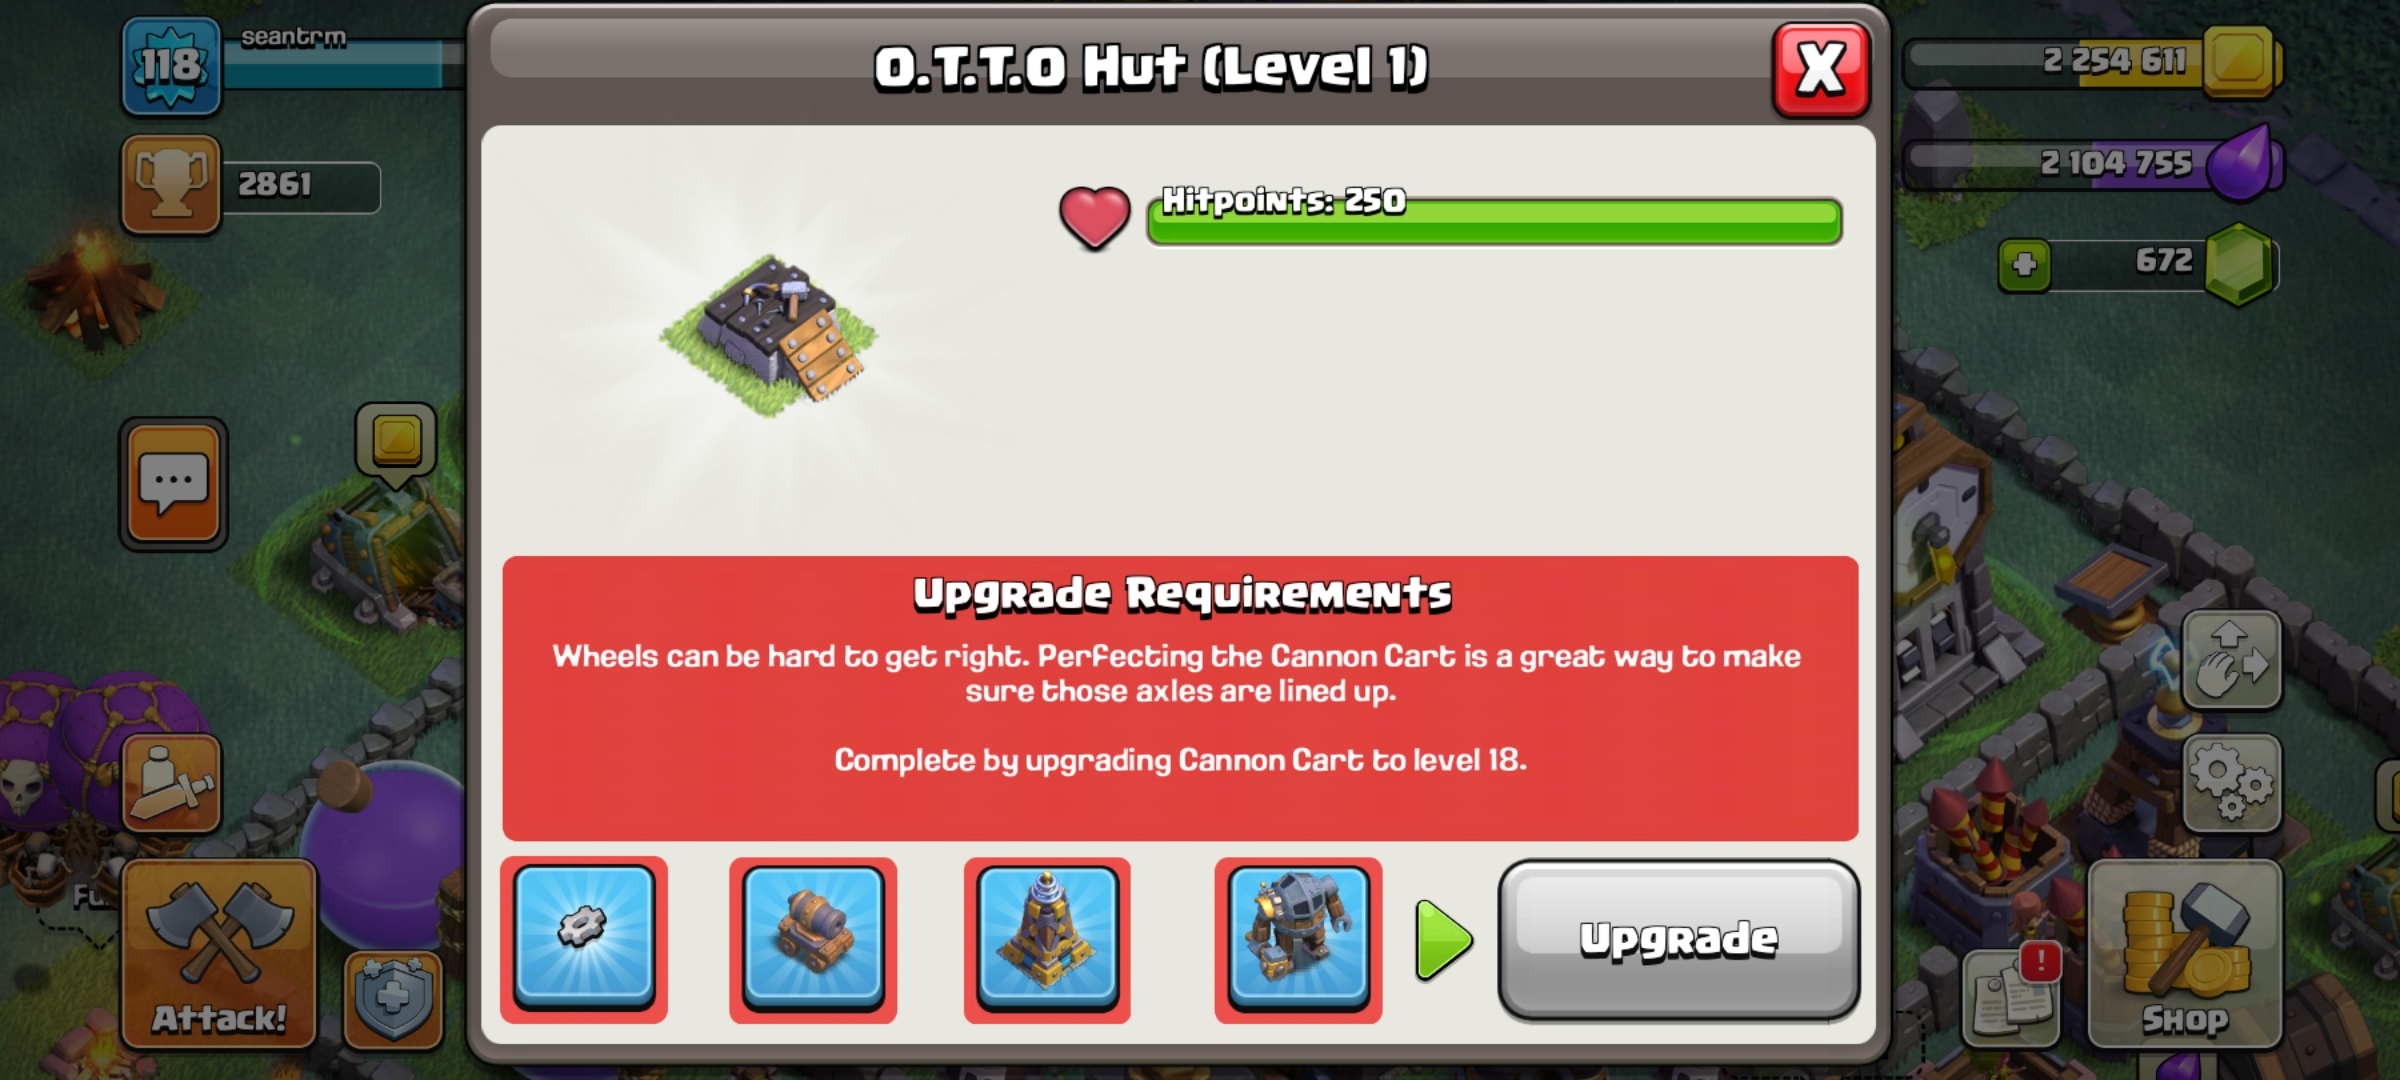 118
seantrm
2861
O.T.T.O Hut (Level 1)
X
2 254 611
2 104 755
672
Hitpoints: 250
Upgrade Requirements
Wheels can be hard to get right. Perfecting the Cannon Cart is a great way to make
sure those axles are lined up.
Complete by upgrading Cannon Cart to level 18.
Upgrade
Attack!
!
Shop